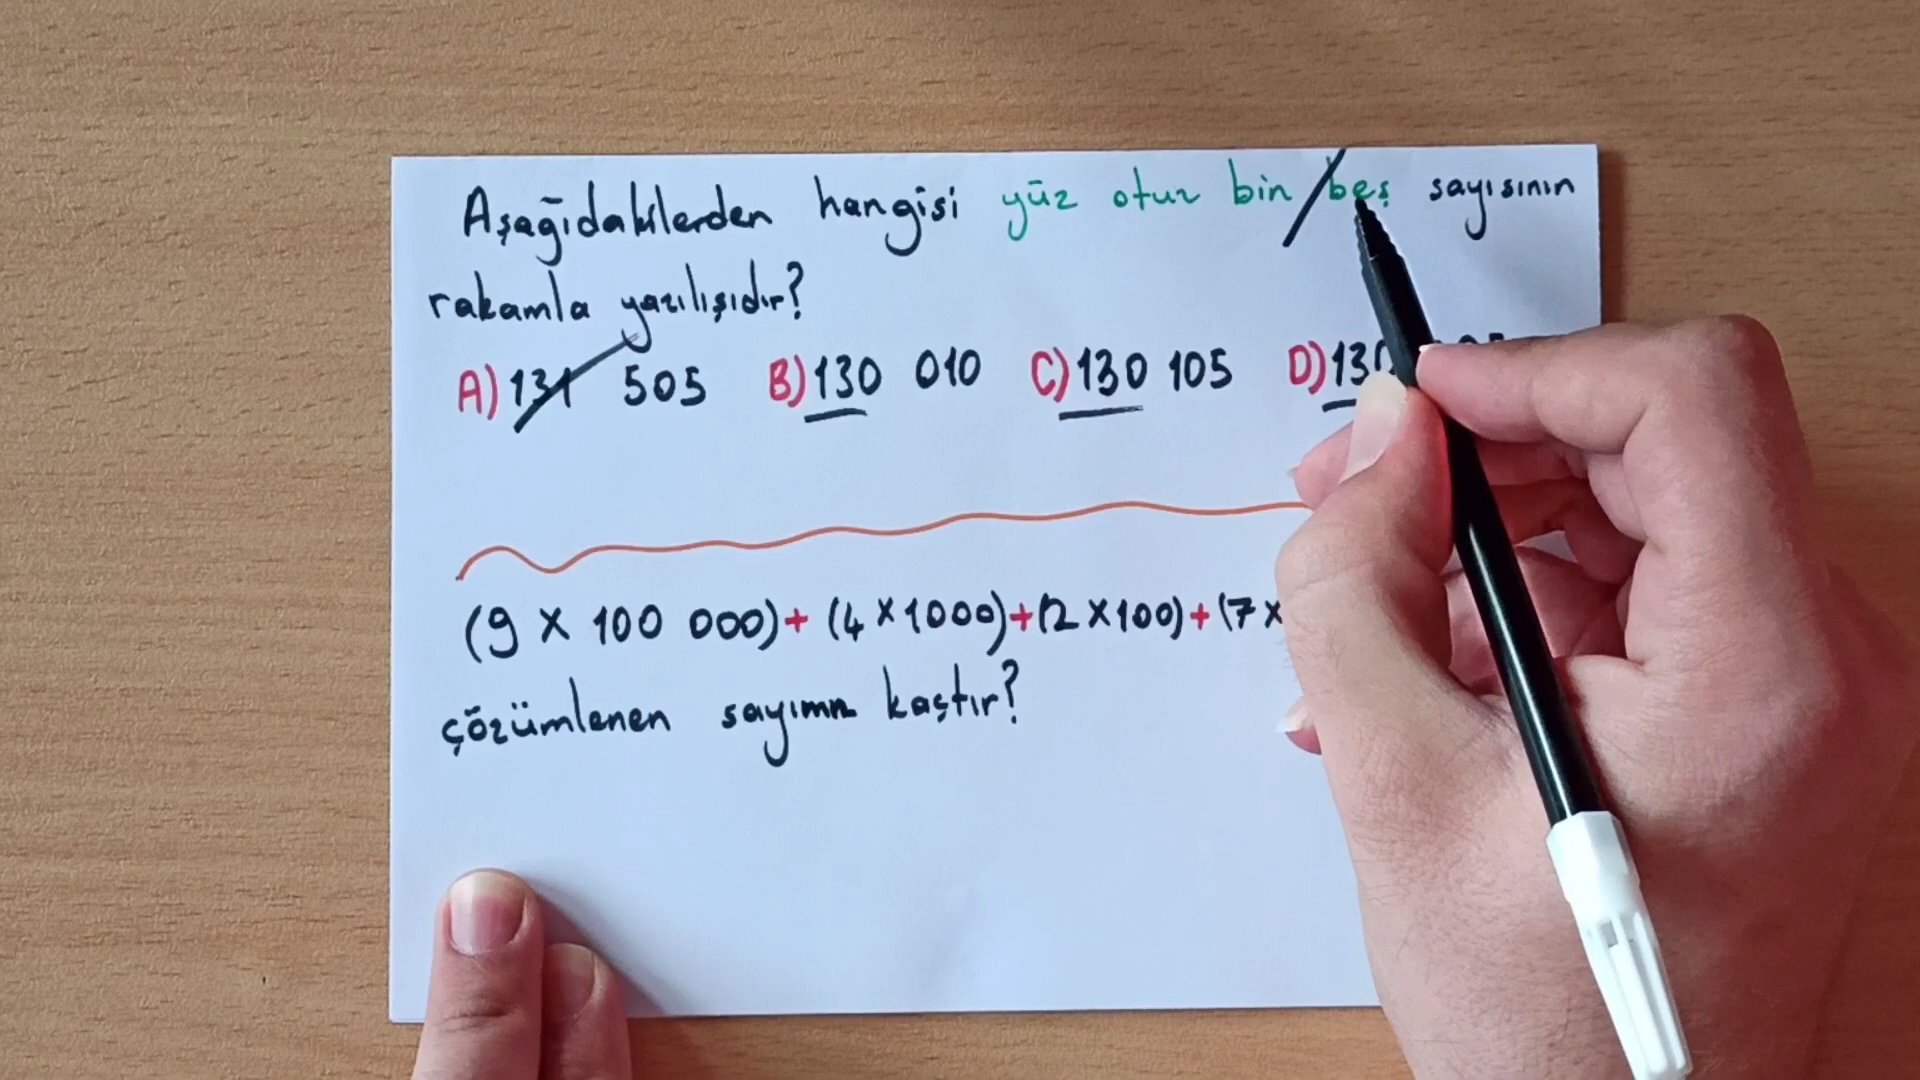 Aşağıdakilerden hangisi yüz otuz bin / beş sayısının
rakamla yazılışıdır?
A) 131 505 B) 130 010 C) 130 105 D) 130
(9 X 100 000) + (4 X 1000) + (2 X 100) + (7 X
çözümlenen sayımn kaçtır?